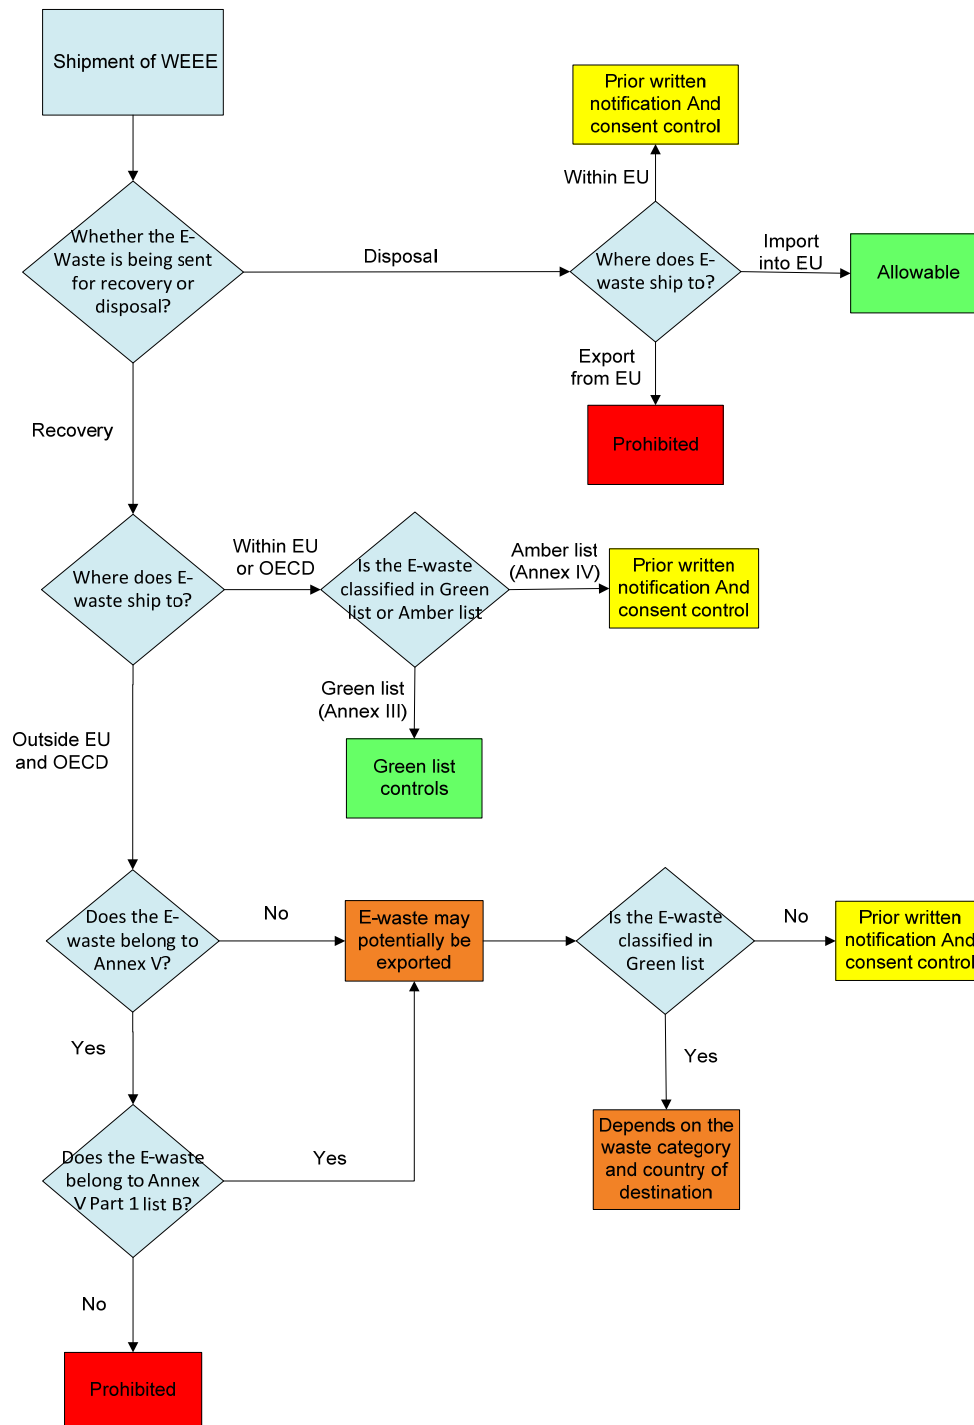 Shipment of WEEE
Prior written
notification And
consent control
Within EU
Whether the E-
Waste is being sent
for recovery or
disposal?
Disposal
Where does E-
waste ship to?
Import
into EU
Allowable
Export
from EU
Prohibited
Recovery
Where does E-
waste ship to?
Within EU
or OECD
Is the E-waste
classified in Green
list or Amber list
Amber list
(Annex IV)
Prior written
notification And
consent control
Green list
(Annex III)
Green list
controls
Outside EU
and OECD
Does the E-
waste belong to
Annex V?
No
E-waste may
potentially be
exported
Is the E-waste
classified in
Green list
No
Prior written
notification And
consent control
Yes
Yes
Depends on the
waste category
and country of
destination
Does the E-waste
belong to Annex
V Part 1 list B?
Yes
No
Prohibited